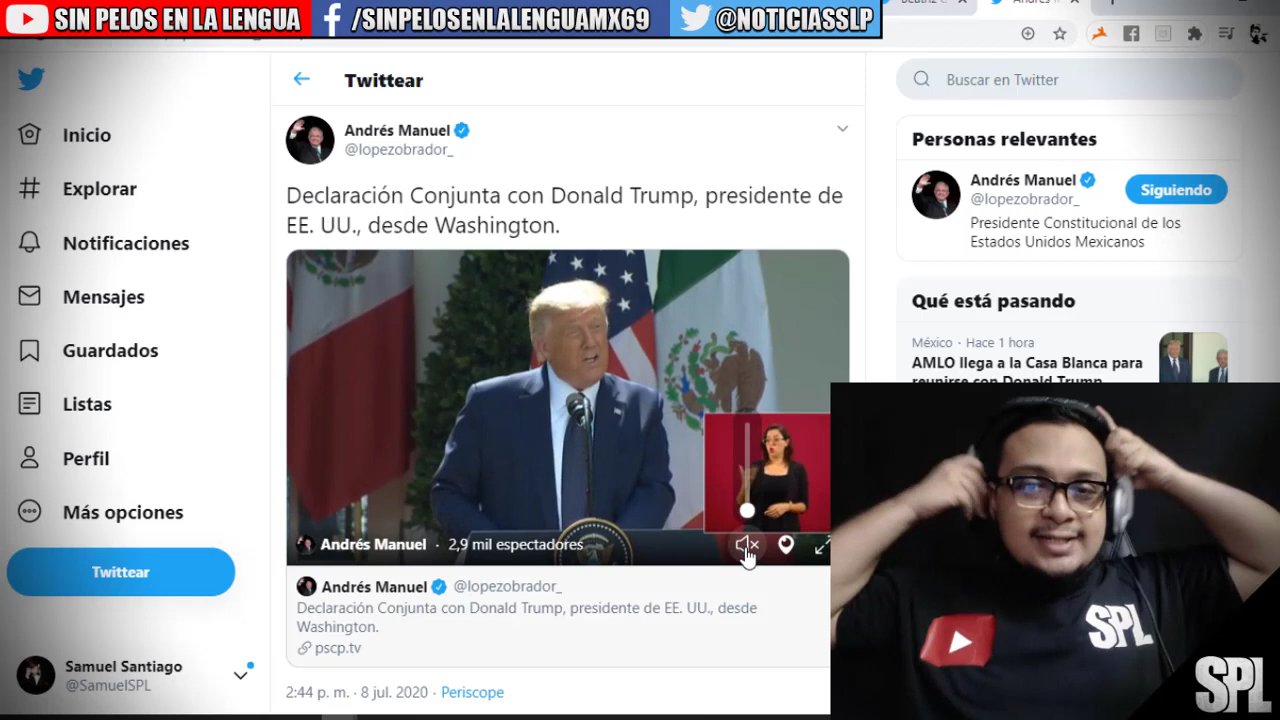 SIN PELOS EN LA LENGUA
/SINPELOSENLALENGUAMX69
@NOTICIASSLP
Twittear
Buscar en Twitter
Inicio
Explorar
Notificaciones
Mensajes
Guardados
Listas
Perfil
Más opciones
Twittear
Samuel Santiago
@SamuelSPL
Andrés Manuel
@lopezobrador_
Declaración Conjunta con Donald Trump, presidente de
EE. UU., desde Washington.
Andrés Manuel · 2,9 mil espectadores
Andrés Manuel @lopezobrador_
Declaración Conjunta con Donald Trump, presidente de EE. UU., desde
Washington.
pscp.tv
2:44 p. m. · 8 jul. 2020 · Periscope
Personas relevantes
Andrés Manuel
@lopezobrador_
Siguiendo
Presidente Constitucional de los
Estados Unidos Mexicanos
Qué está pasando
México · Hace 1 hora
AMLO llega a la Casa Blanca para
reunirse con Donald Trump
SPL
SPL